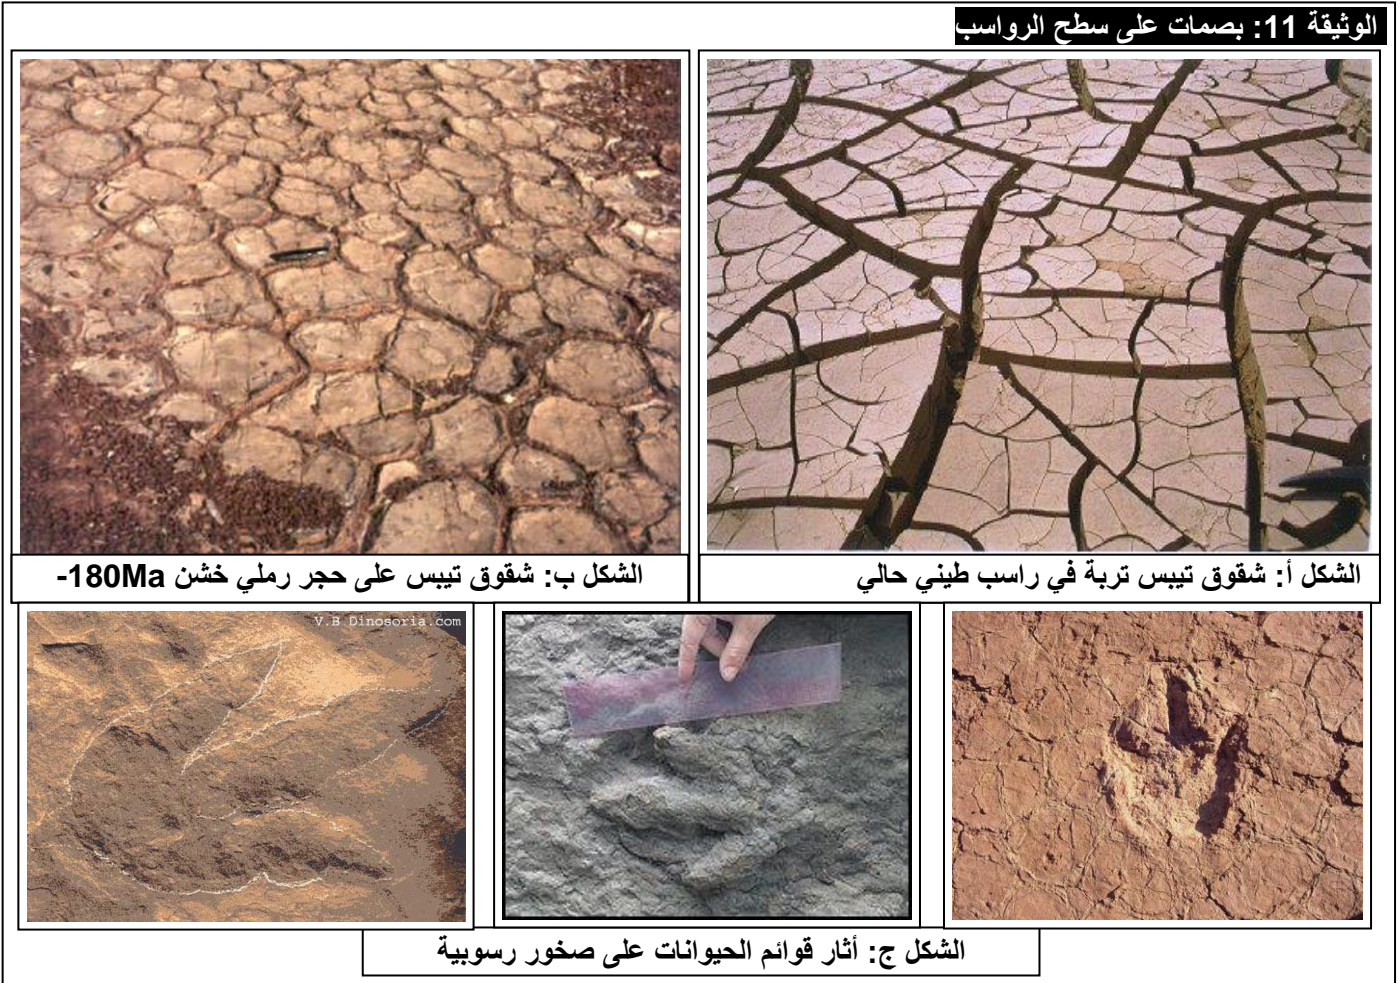 الوثيقة 11: بصمات على سطح الرواسب
الشكل أ: شقوق تيبس تربة في راسب طيني حالي
الشكل ب: شقوق تيبس على حجر رملي خشن 180Ma-
V.B Dinosoria.com
الشكل ج: أثار قوائم الحيوانات على صخور رسوبية